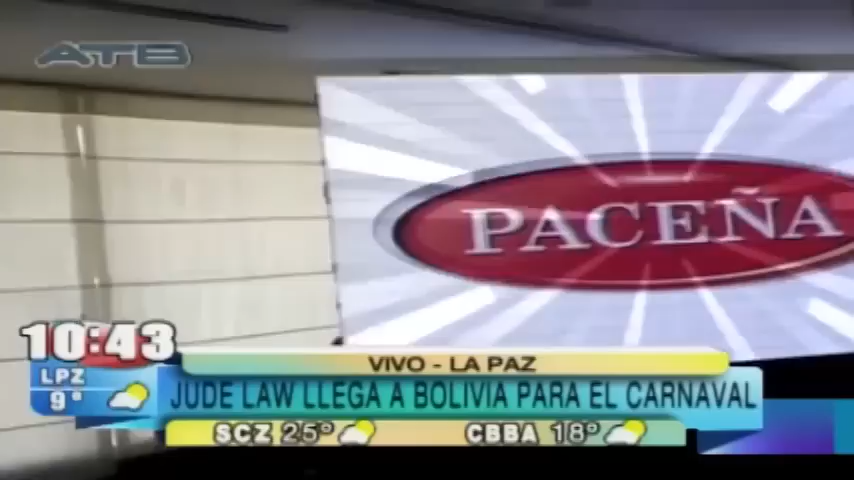 ATB
PACEÑA
10:43
VIVO - LA PAZ
LPZ
9°
JUDE LAW LLEGA A BOLIVIA PARA EL CARNAVAL
SCZ 25° CBBA 18°